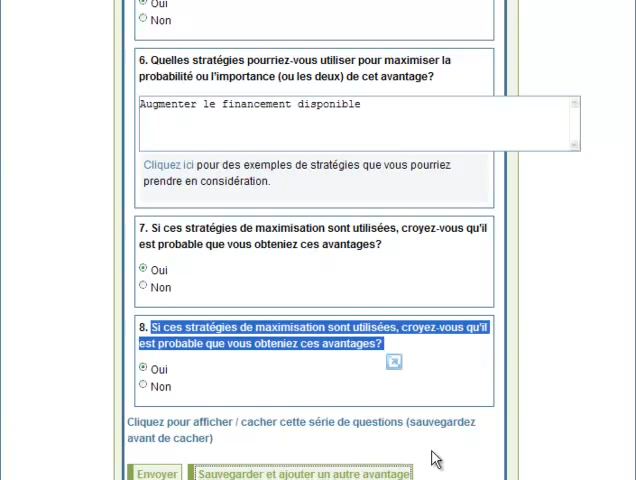 Oui
Non
6. Quelles stratégies pourriez-vous utiliser pour maximiser la
probabilité ou l'importance (ou les deux) de cet avantage?
Augmenter le financement disponible
Cliquez ici pour des exemples de stratégies que vous pourriez
prendre en considération.
7. Si ces stratégies de maximisation sont utilisées, croyez-vous qu'il
est probable que vous obteniez ces avantages?
Oui
Non
8. Si ces stratégies de maximisation sont utilisées, croyez-vous qu'il
est probable que vous obteniez ces avantages?
Oui
Non
Cliquez pour afficher / cacher cette série de questions (sauvegardez
avant de cacher)
Envoyer
Sauvegarder et ajouter un autre avantage